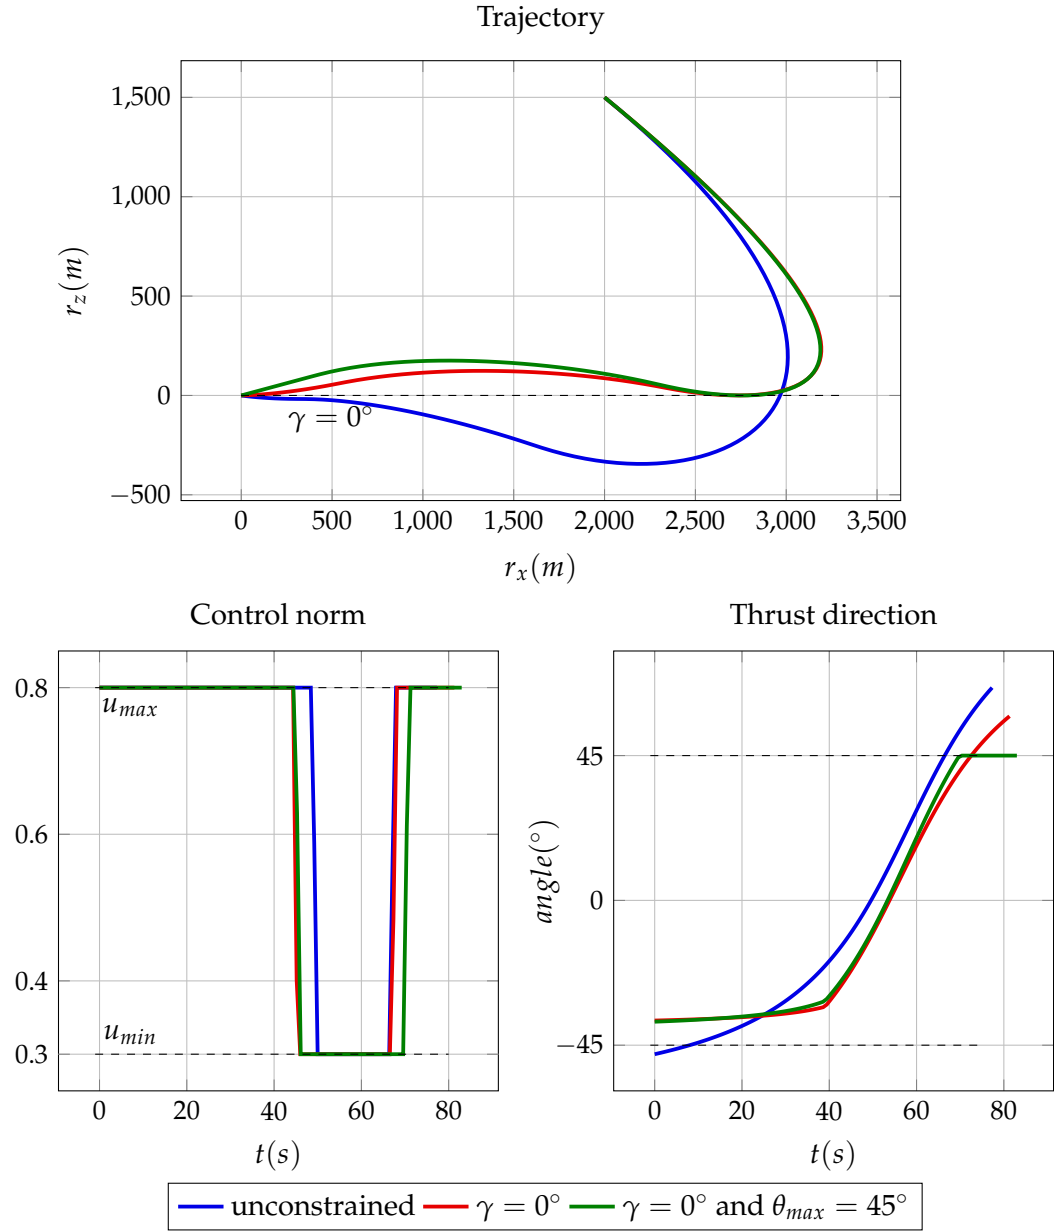 Trajectory
1,500
1,000
500
0
−500
r_z(m)
γ = 0°
0 500 1,000 1,500 2,000 2,500 3,000 3,500
r_x(m)
Control norm
0.8
0.6
0.4
0.3
u_max
u_min
0 20 40 60 80
t(s)
Thrust direction
45
0
−45
angle(°)
0 20 40 60 80
t(s)
unconstrained γ = 0° γ = 0° and θ_max = 45°